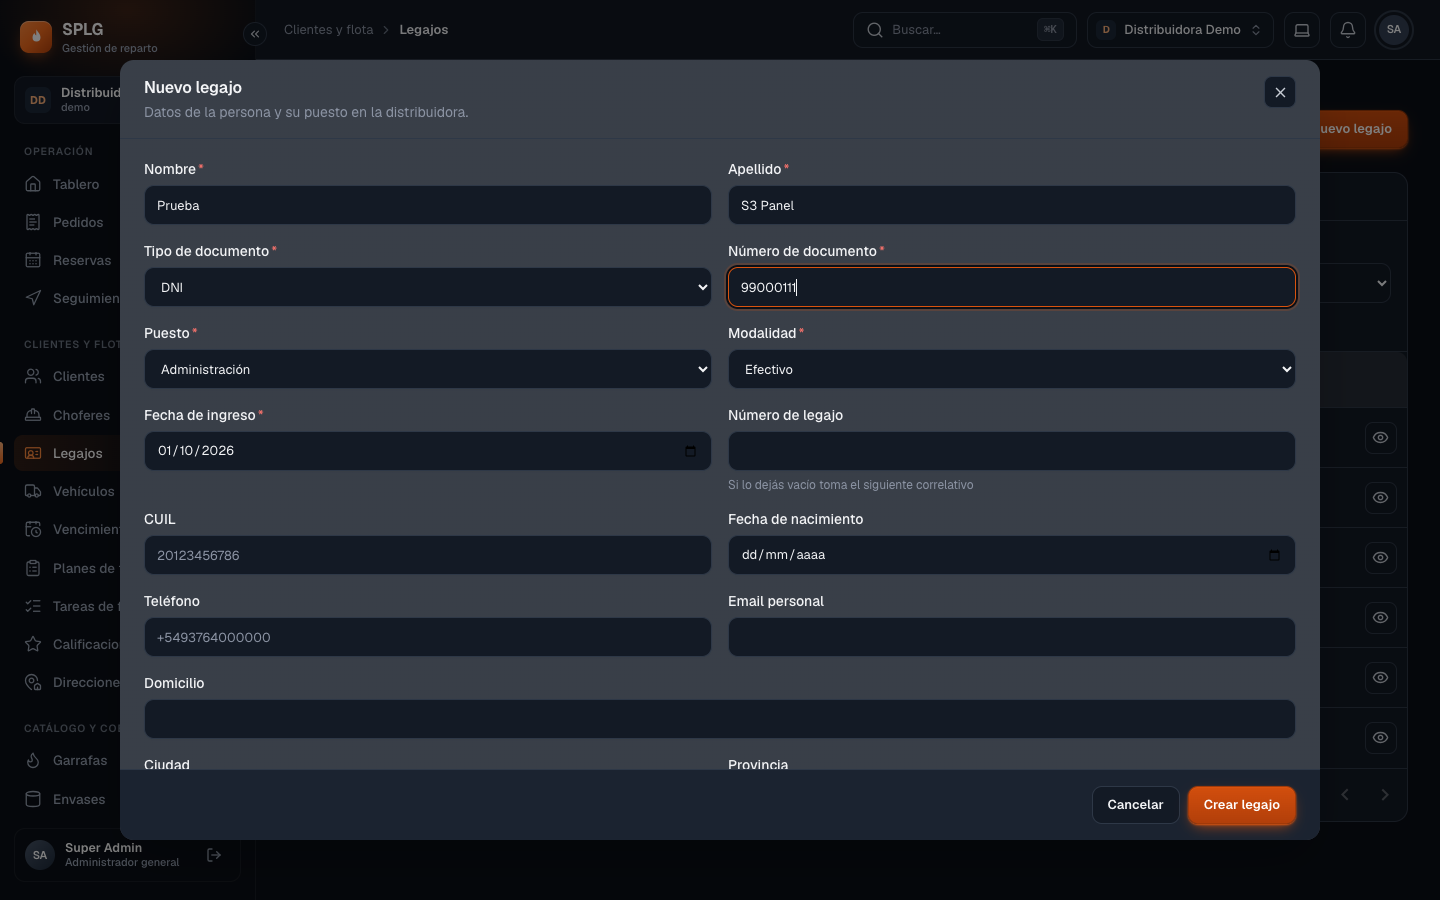 SPLG
Gestión de reparto
Clientes y flota > Legajos
Buscar...
⌘K
D
Distribuidora Demo
SA
DD
Distribuid
demo
OPERACIÓN
Tablero
Pedidos
Reservas
Seguimien
CLIENTES Y FLOT
Clientes
Choferes
Legajos
Vehículos
Vencimien
Planes de
Tareas de f
Calificacio
Direccione
CATÁLOGO Y CO
Garrafas
Envases
SA
Super Admin
Administrador general
uevo legajo
Nuevo legajo
Datos de la persona y su puesto en la distribuidora.
Nombre *
Apellido *
Prueba
S3 Panel
Tipo de documento *
Número de documento *
DNI
99000111
Puesto *
Modalidad *
Administración
Efectivo
Fecha de ingreso *
Número de legajo
01/10/2026
Si lo dejás vacío toma el siguiente correlativo
CUIL
Fecha de nacimiento
20123456786
dd/mm/aaaa
Teléfono
Email personal
+5493764000000
Domicilio
Ciudad
Provincia
Cancelar
Crear legajo